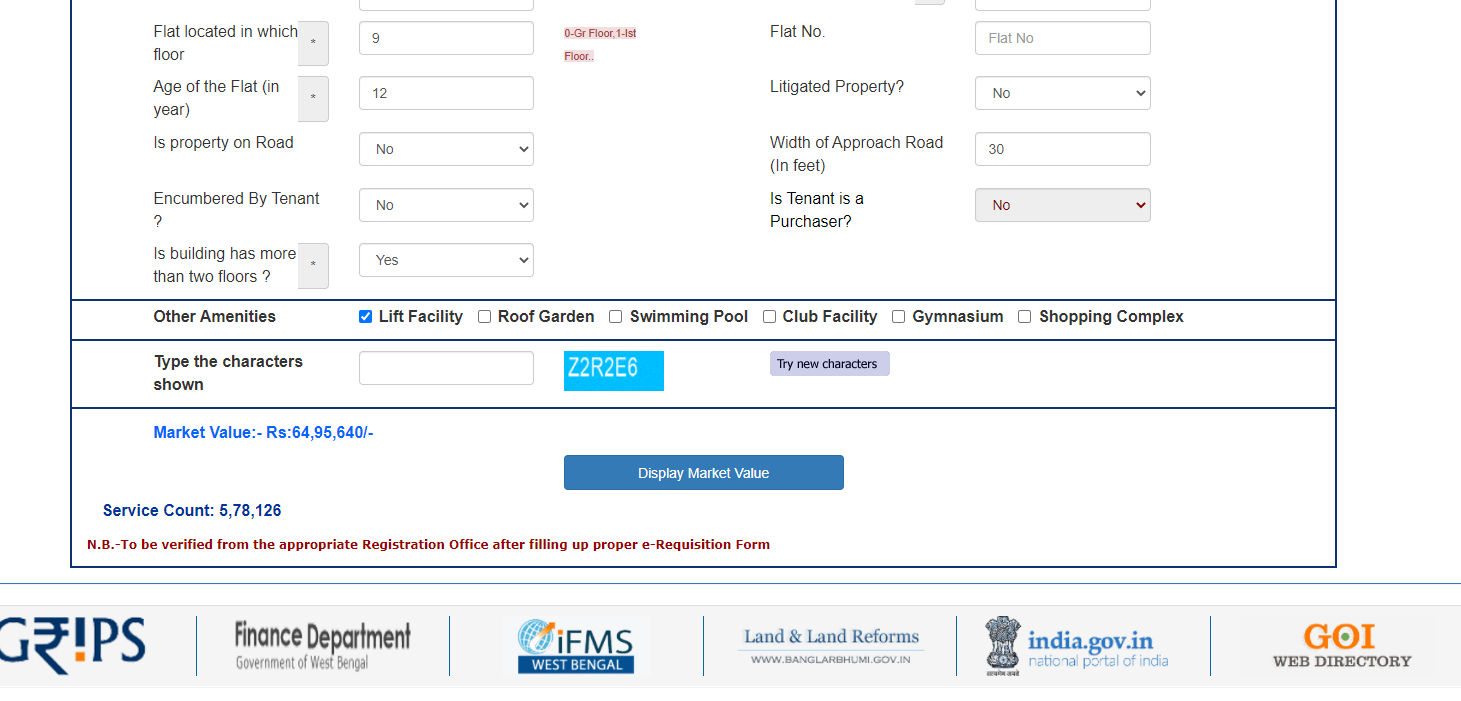 Flat located in which floor * 9 0-Gr Floor,1-Ist Floor.. Flat No. Flat No
Age of the Flat (in year) * 12 Litigated Property? No
Is property on Road No Width of Approach Road (In feet) 30
Encumbered By Tenant ? No Is Tenant is a Purchaser? No
Is building has more than two floors ? * Yes
Other Amenities Lift Facility Roof Garden Swimming Pool Club Facility Gymnasium Shopping Complex
Type the characters shown Z2R2E6 Try new characters
Market Value:- Rs:64,95,640/-
Display Market Value
Service Count: 5,78,126
N.B.-To be verified from the appropriate Registration Office after filling up proper e-Requisition Form
GR!PS
Finance Department
Government of West Bengal
iFMS
WEST BENGAL
Land & Land Reforms
WWW.BANGLARBHUMI.GOV.IN
सत्यमेव जयते
india.gov.in
national portal of india
GOI
WEB DIRECTORY